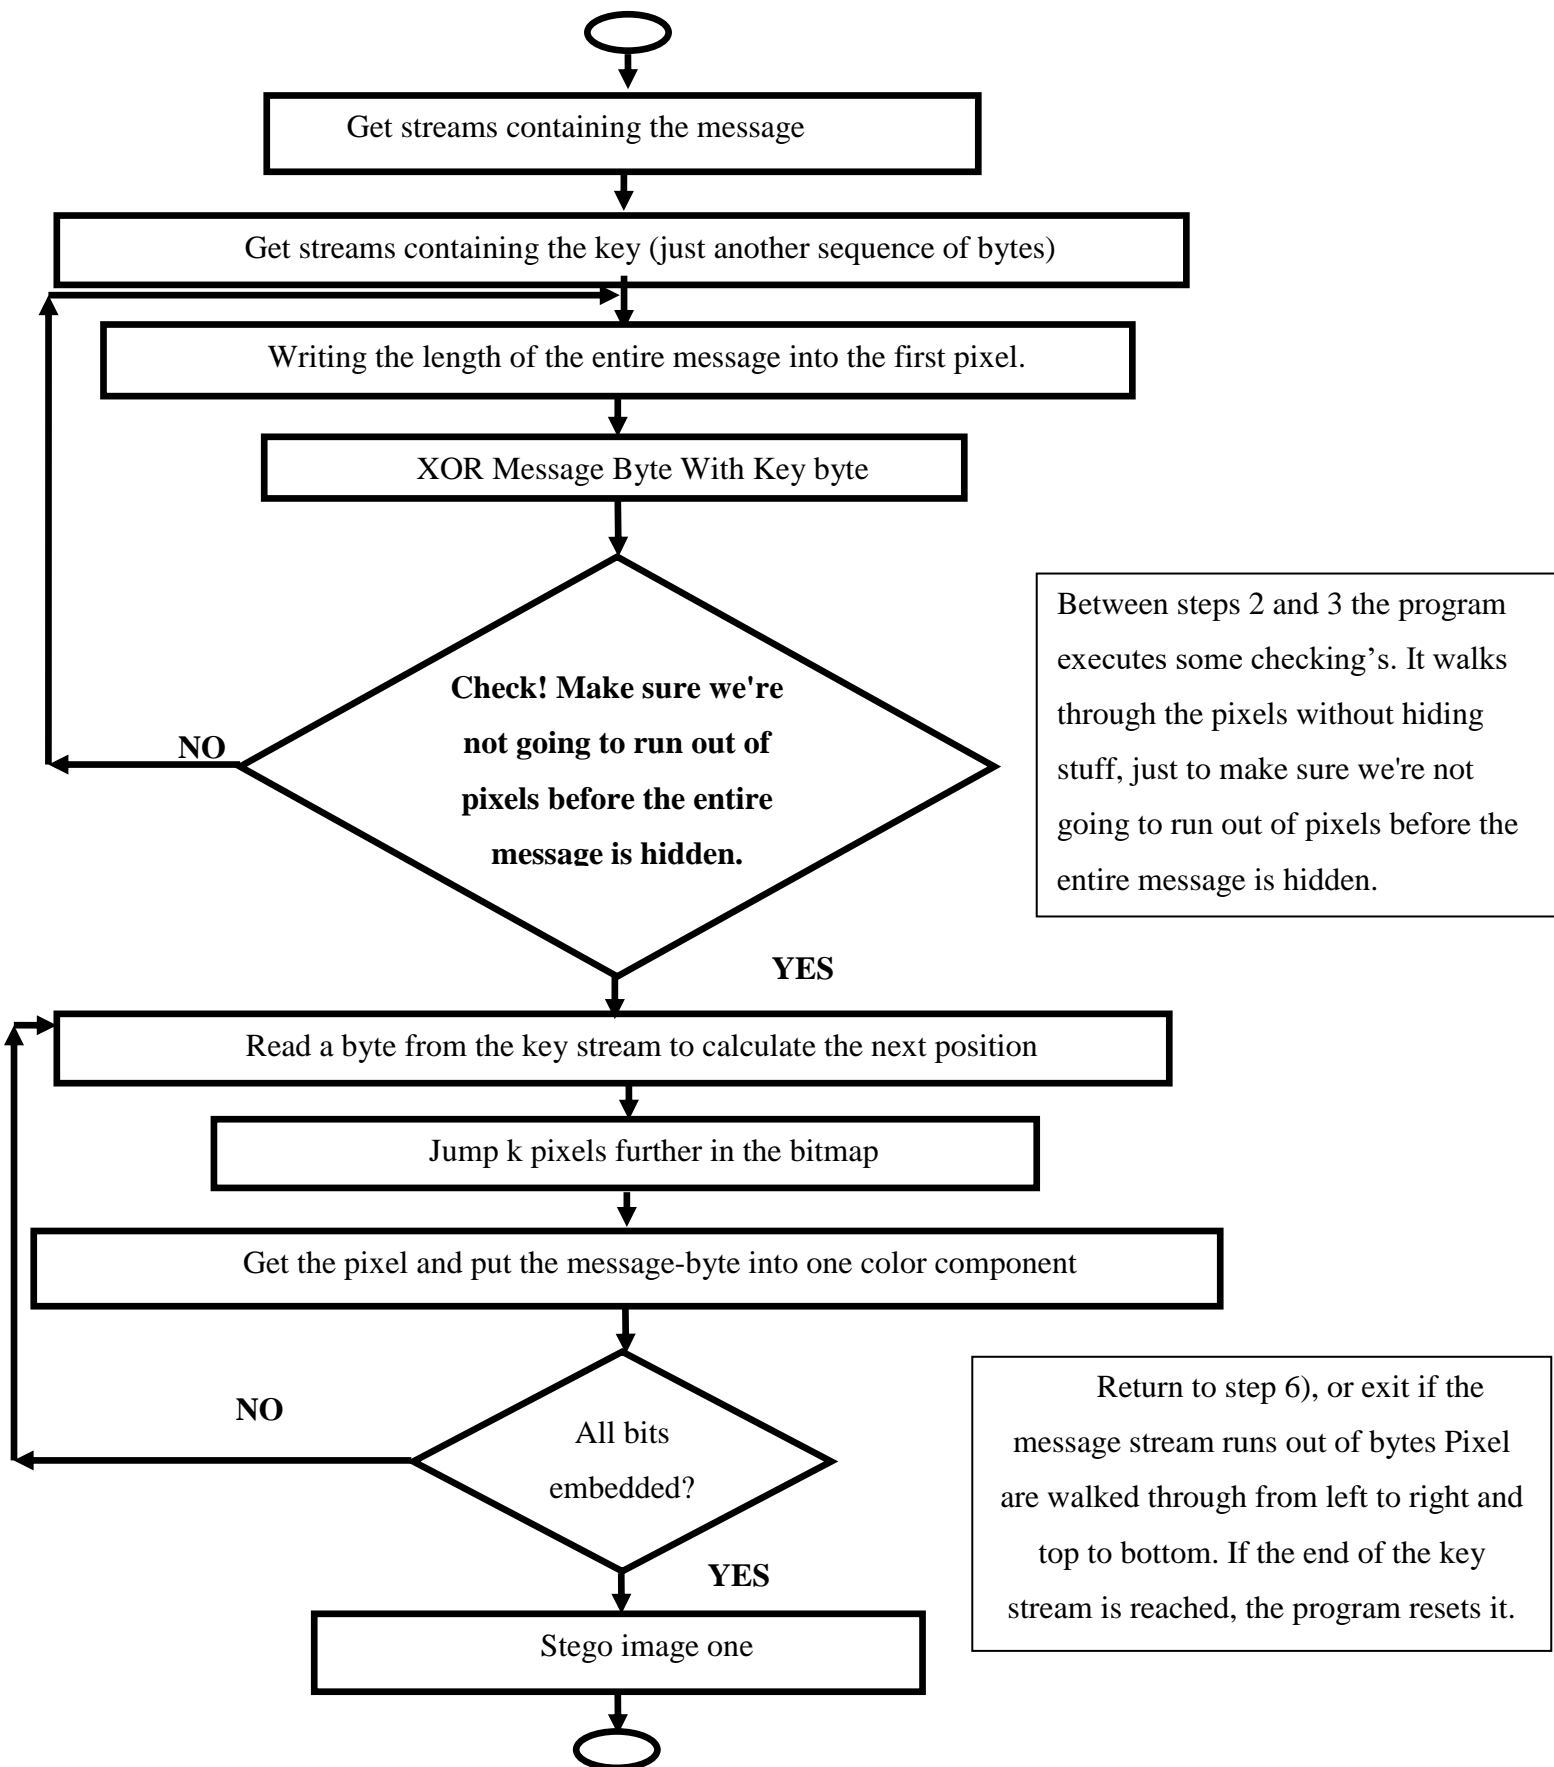 Get streams containing the message
Get streams containing the key (just another sequence of bytes)
Writing the length of the entire message into the first pixel.
XOR Message Byte With Key byte
Check! Make sure we're
not going to run out of
pixels before the entire
message is hidden.
NO
Between steps 2 and 3 the program
executes some checking’s. It walks
through the pixels without hiding
stuff, just to make sure we're not
going to run out of pixels before the
entire message is hidden.
YES
Read a byte from the key stream to calculate the next position
Jump k pixels further in the bitmap
Get the pixel and put the message-byte into one color component
NO
All bits
embedded?
Return to step 6), or exit if the
message stream runs out of bytes Pixel
are walked through from left to right and
top to bottom. If the end of the key
stream is reached, the program resets it.
YES
Stego image one